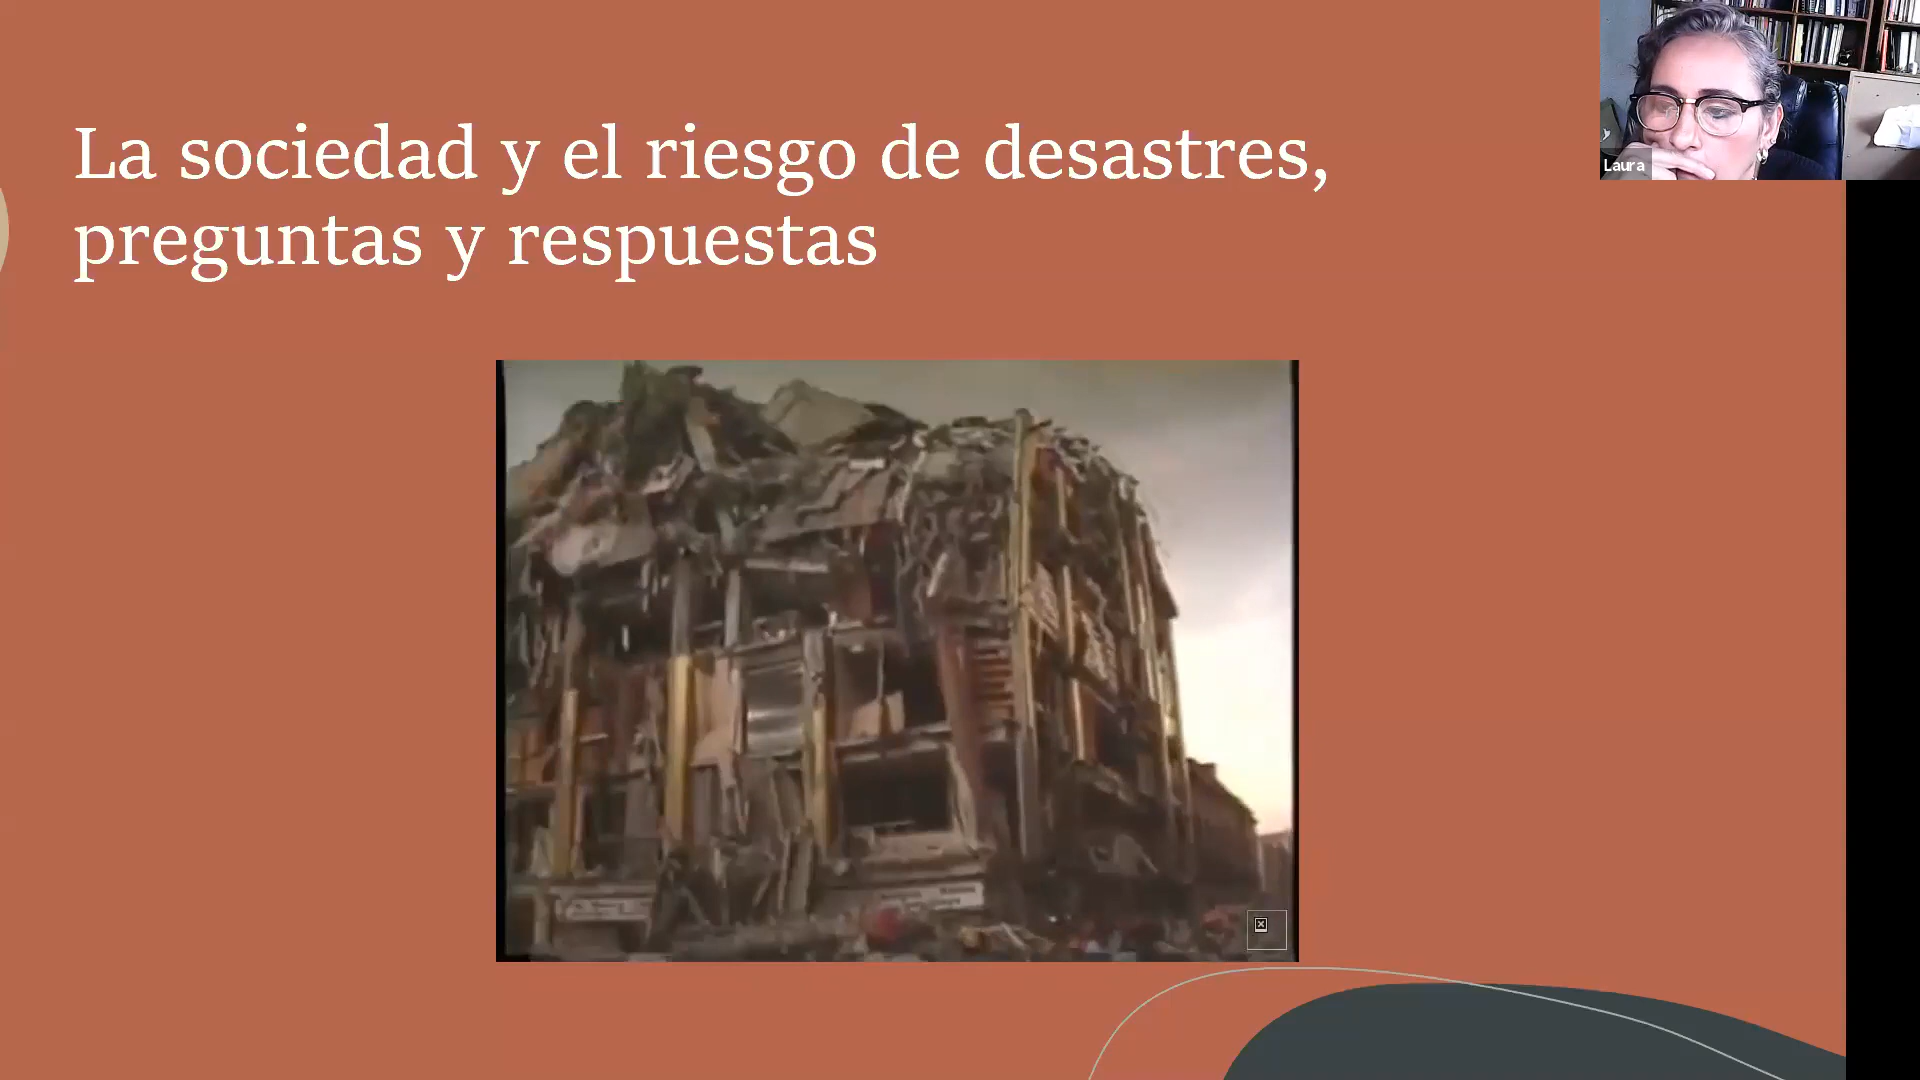 La sociedad y el riesgo de desastres,
preguntas y respuestas
Laura